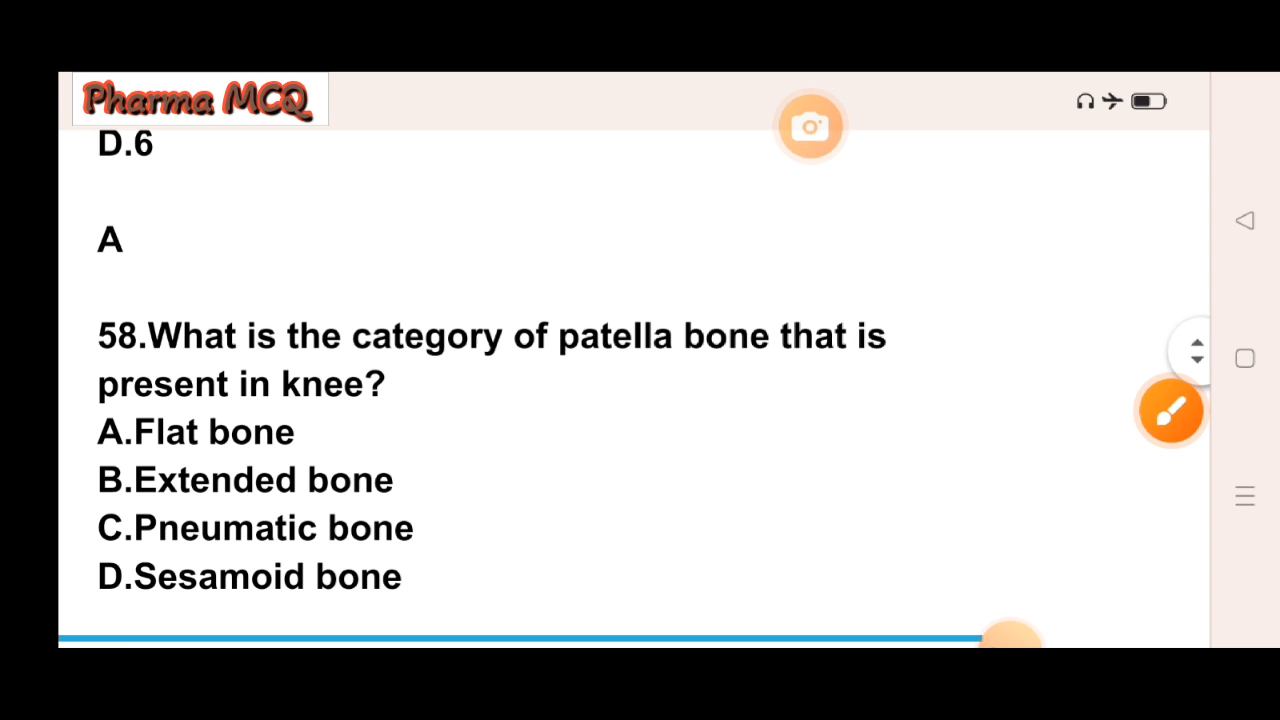 Pharma MCQ
D.6
A
58.What is the category of patella bone that is
present in knee?
A.Flat bone
B.Extended bone
C.Pneumatic bone
D.Sesamoid bone